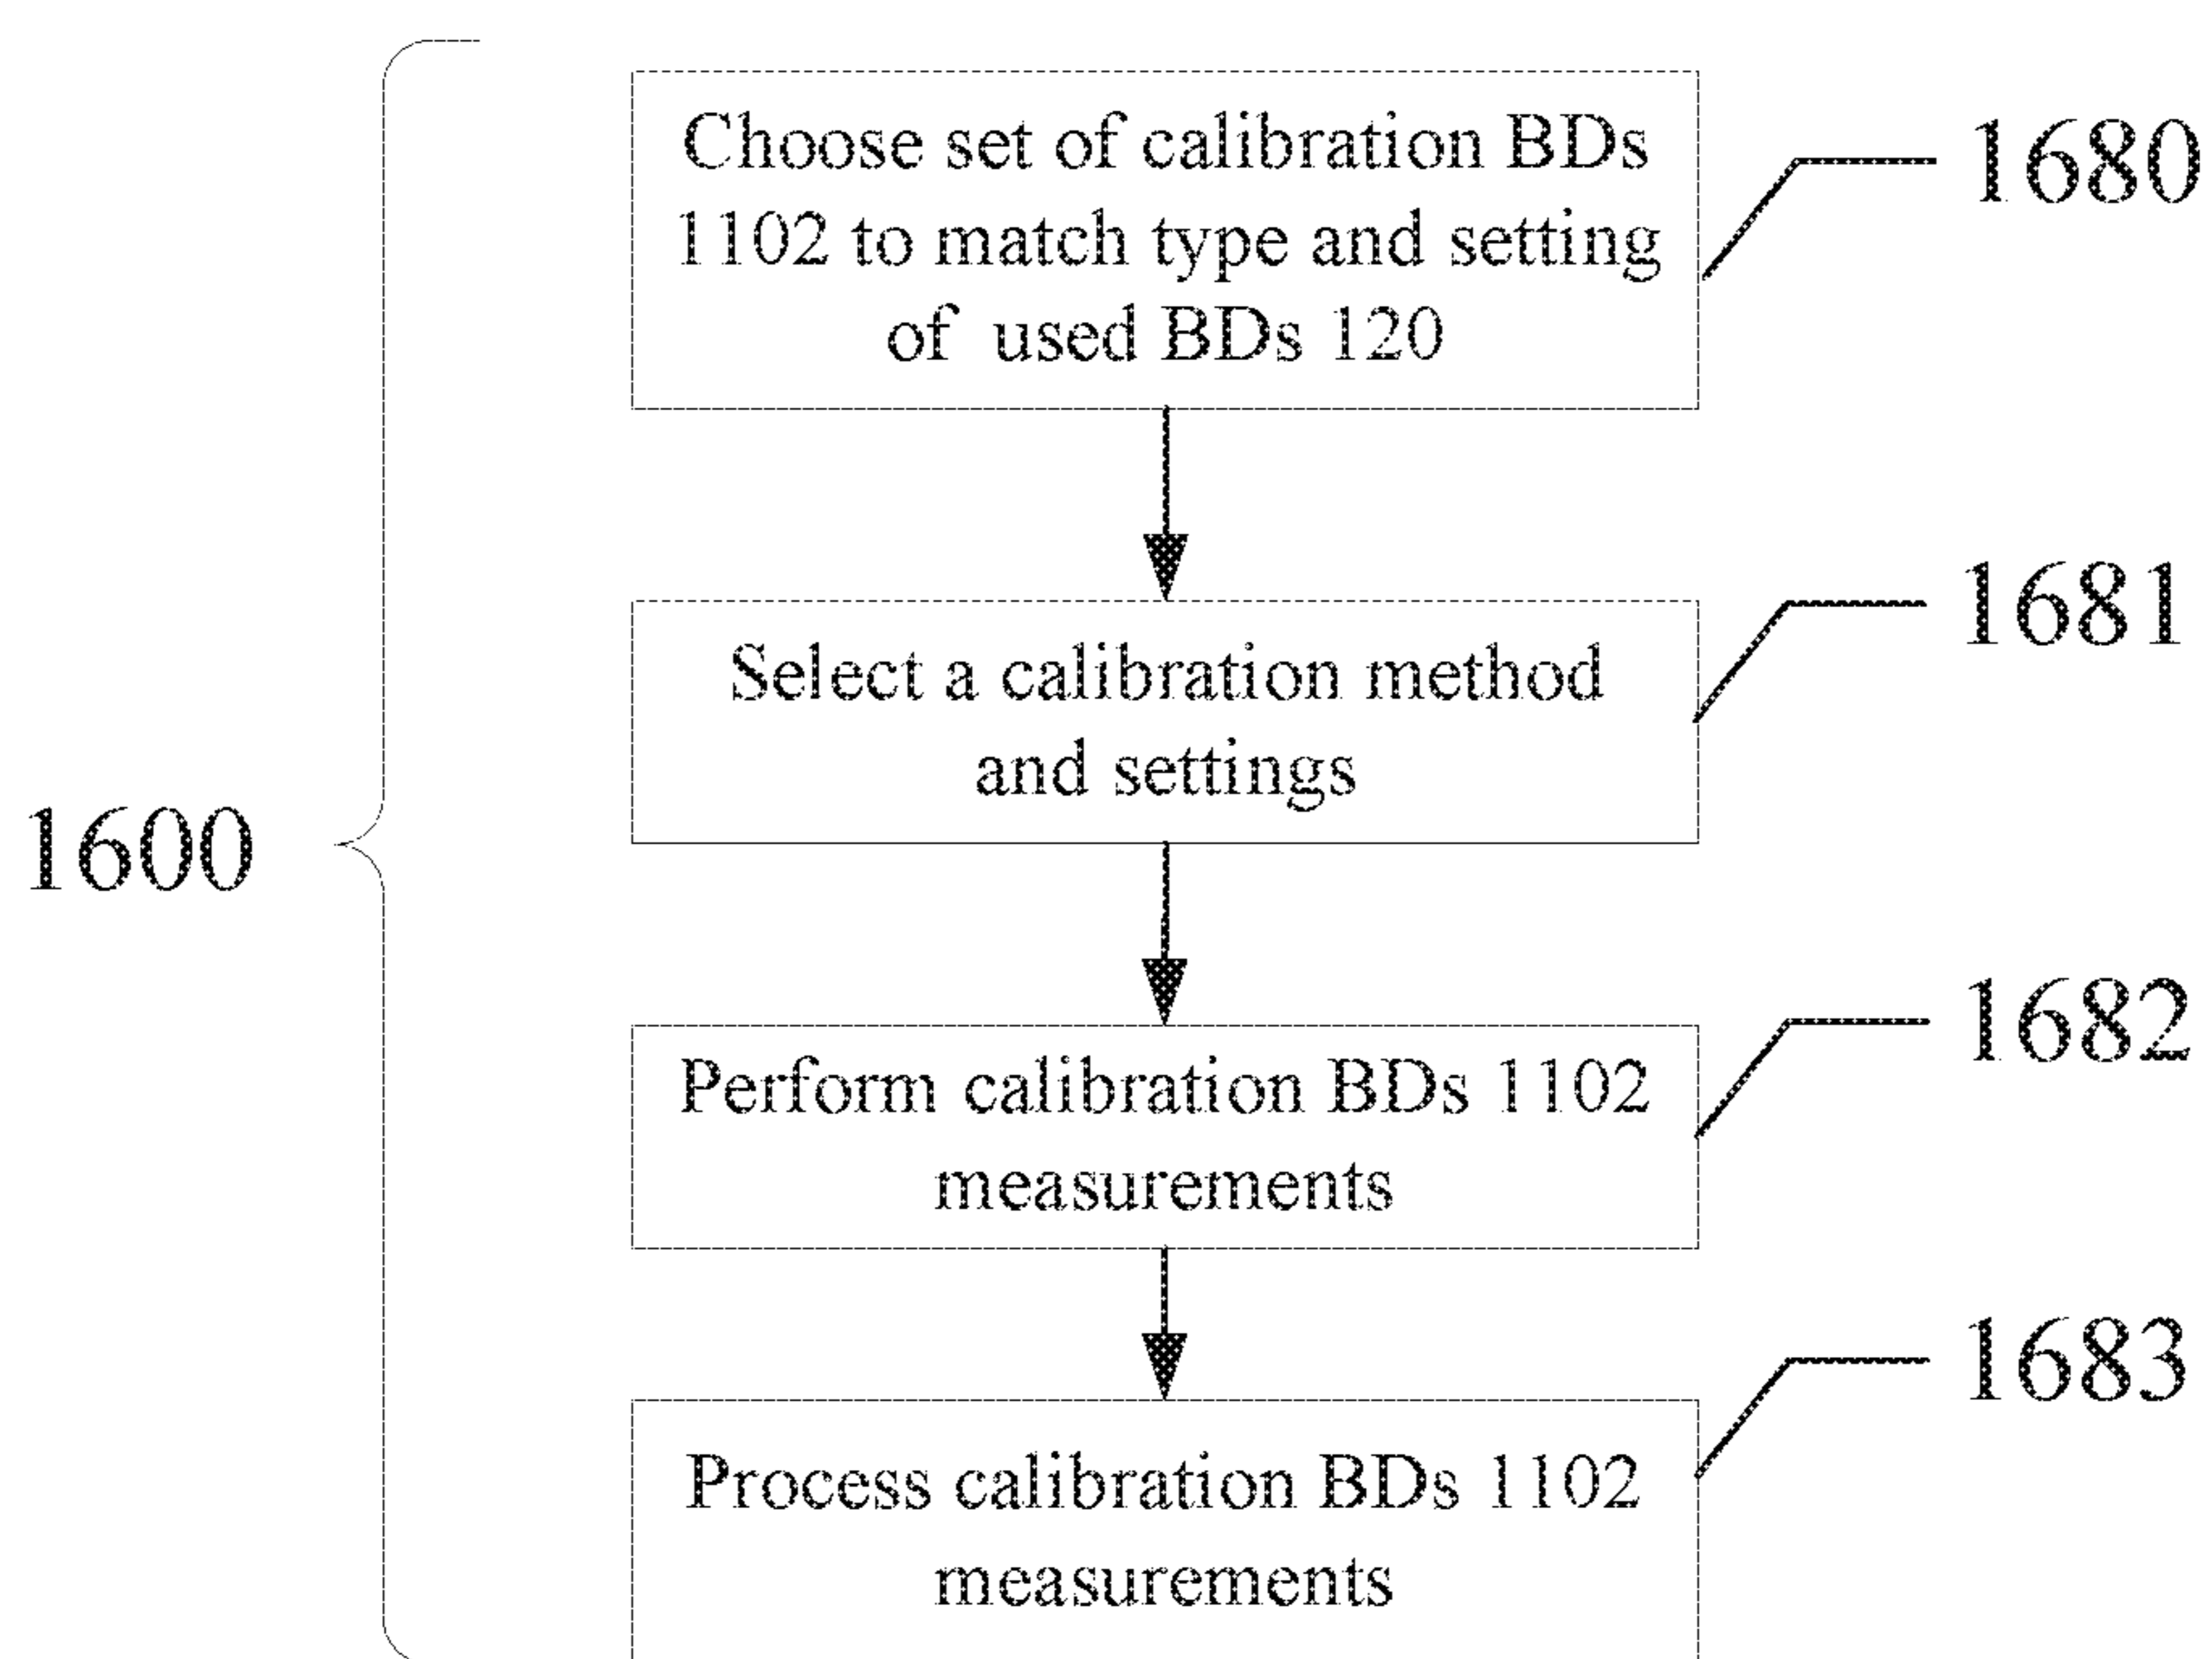 Choose set of calibration BDs
1102 to match type and setting
of used BDs 120
1680
Select a calibration method
and settings
1681
1600
Perform calibration BDs 1102
measurements
1682
Process calibration BDs 1102
measurements
1683